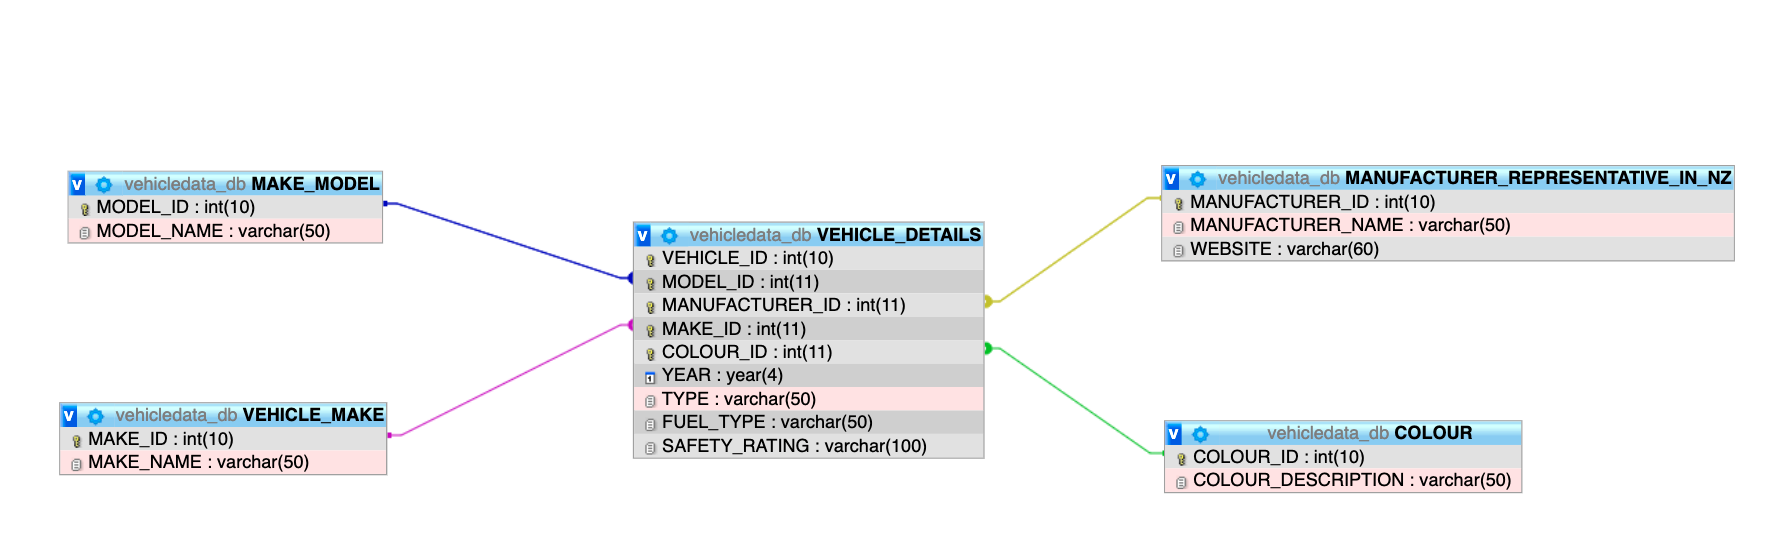 v vehicledata_db MAKE_MODEL
MODEL_ID : int(10)
MODEL_NAME : varchar(50)
v vehicledata_db VEHICLE_MAKE
MAKE_ID : int(10)
MAKE_NAME : varchar(50)
v vehicledata_db VEHICLE_DETAILS
VEHICLE_ID : int(10)
MODEL_ID : int(11)
MANUFACTURER_ID : int(11)
MAKE_ID : int(11)
COLOUR_ID : int(11)
YEAR : year(4)
TYPE : varchar(50)
FUEL_TYPE : varchar(50)
SAFETY_RATING : varchar(100)
v vehicledata_db MANUFACTURER_REPRESENTATIVE_IN_NZ
MANUFACTURER_ID : int(10)
MANUFACTURER_NAME : varchar(50)
WEBSITE : varchar(60)
v vehicledata_db COLOUR
COLOUR_ID : int(10)
COLOUR_DESCRIPTION : varchar(50)